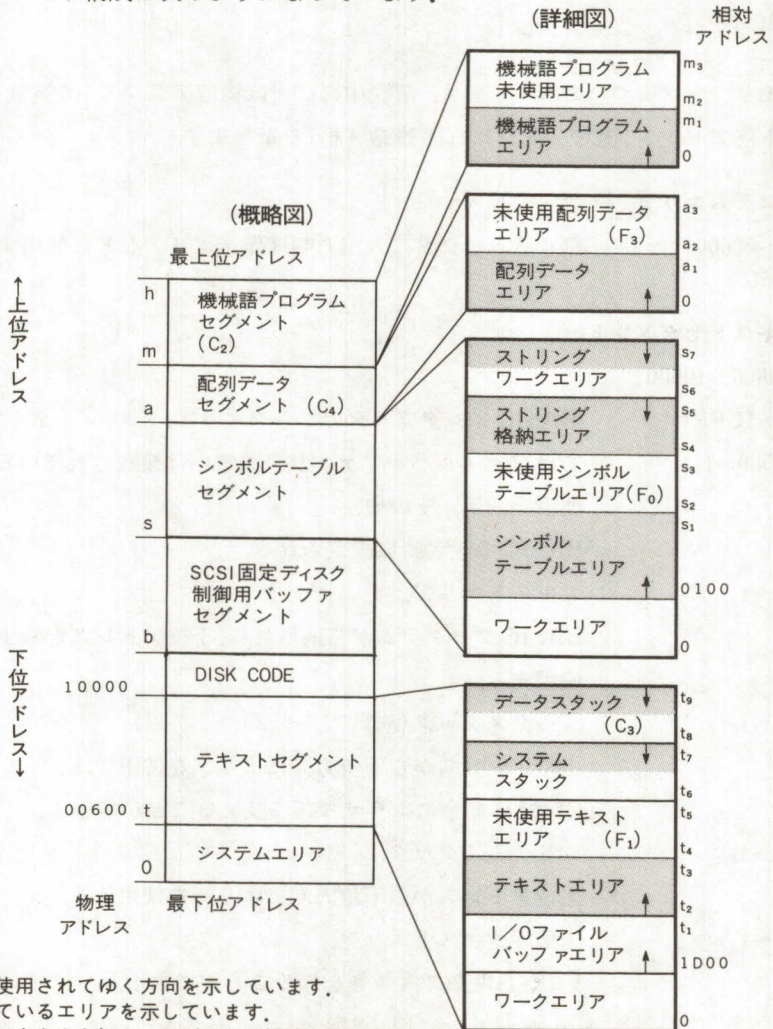 (詳細図)
相対
アドレス
機械語プログラム
未使用エリア
m3
m2
機械語プログラム
エリア
m1
0
未使用配列データ
エリア (F0)
a3
a2
配列データ
エリア
a1
0
ストリング
ワークエリア
s7
s6
ストリング
格納エリア
s5
s4
未使用シンボル
テーブルエリア(F0)
s3
s2
シンボル
テーブルエリア
s1
0100
ワークエリア
0
データスタック
(C3)
t9
t8
システム
スタック
t7
t6
未使用テキスト
エリア (F1)
t5
t4
テキストエリア
t3
t2
I/Oファイル
バッファエリア
t1
1D00
ワークエリア
0
(概略図)
最上位アドレス
↑上位アドレス
h
機械語プログラム
セグメント
(C2)
m
配列データ
セグメント (C4)
a
シンボルテーブル
セグメント
s
SCSI固定ディスク
制御用バッファ
セグメント
b
DISK CODE
下位アドレス↓
10000
テキストセグメント
00600 t
システムエリア
0
物理
アドレス
最下位アドレス
使用されてゆく方向を示しています.
ているエリアを示しています.